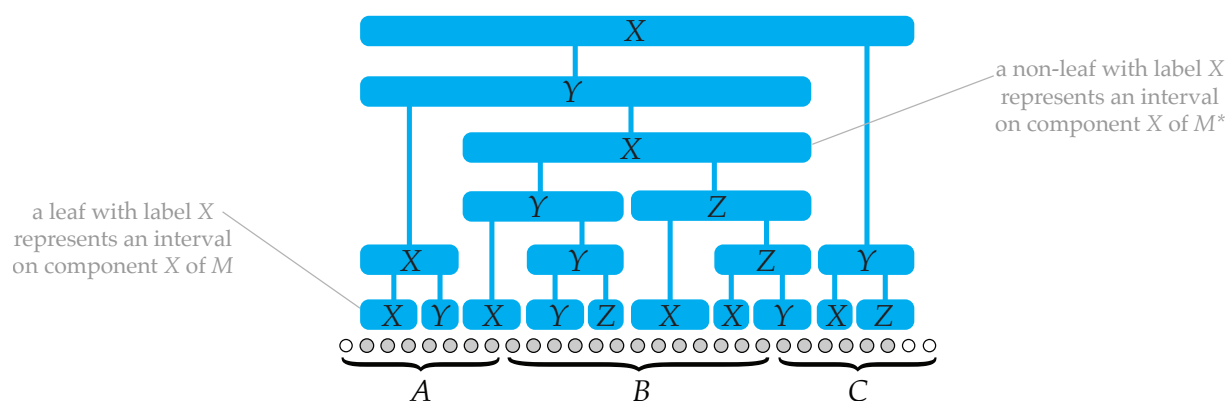 X
Y
a non-leaf with label X
represents an interval
on component X of M*
X
Y Z
a leaf with label X
represents an interval
on component X of M
X Y Z Y
X Y X Y Z X X Y X Z
A B C